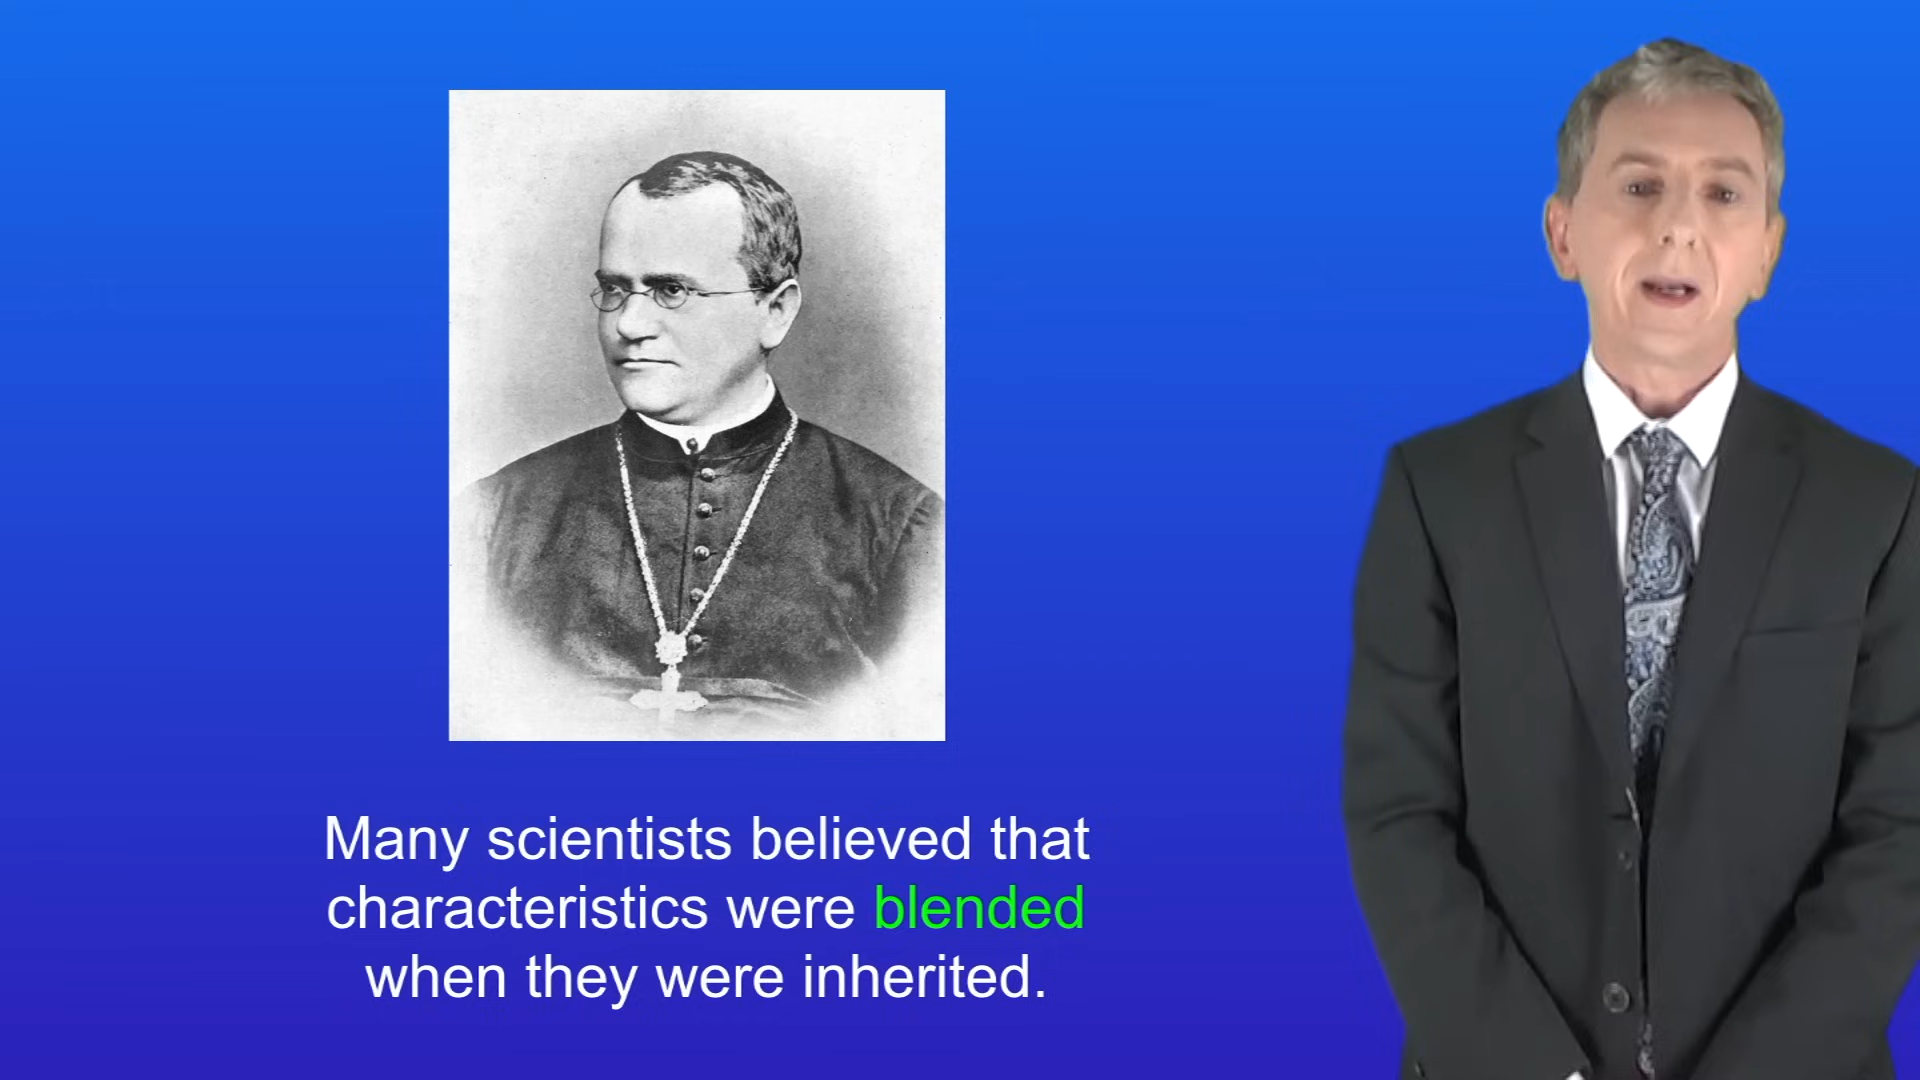 Many scientists believed that
characteristics were blended
when they were inherited.